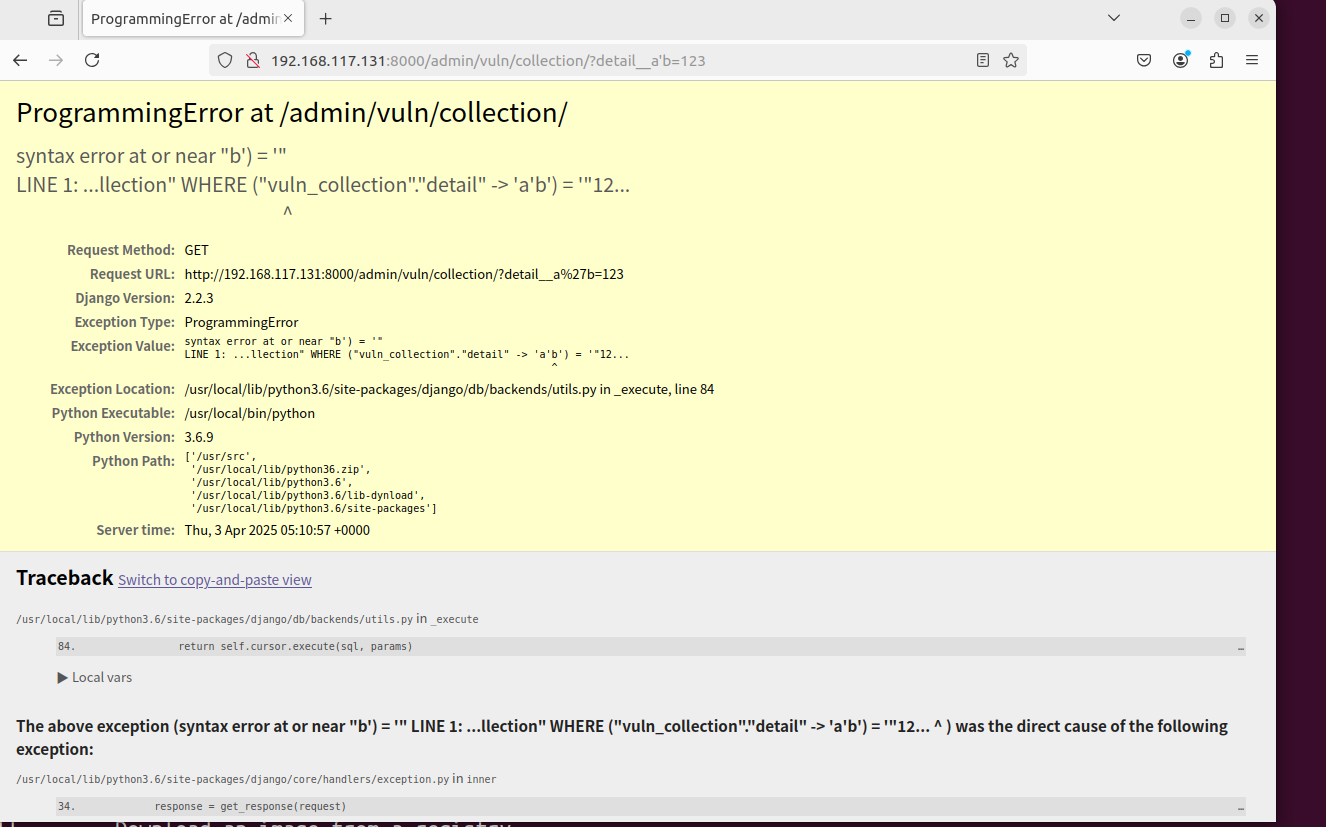 ProgrammingError at /admin
192.168.117.131:8000/admin/vuln/collection/?detail__a'b=123
ProgrammingError at /admin/vuln/collection/
syntax error at or near "b') = '"
LINE 1: ...llection" WHERE ("vuln_collection"."detail" -> 'a'b') = '"12...
^
Request Method: GET
Request URL: http://192.168.117.131:8000/admin/vuln/collection/?detail__a%27b=123
Django Version: 2.2.3
Exception Type: ProgrammingError
Exception Value: syntax error at or near "b') = '"
LINE 1: ...llection" WHERE ("vuln_collection"."detail" -> 'a'b') = '"12...
^
Exception Location: /usr/local/lib/python3.6/site-packages/django/db/backends/utils.py in _execute, line 84
Python Executable: /usr/local/bin/python
Python Version: 3.6.9
Python Path: ['/usr/src',
'/usr/local/lib/python36.zip',
'/usr/local/lib/python3.6',
'/usr/local/lib/python3.6/lib-dynload',
'/usr/local/lib/python3.6/site-packages']
Server time: Thu, 3 Apr 2025 05:10:57 +0000
Traceback Switch to copy-and-paste view
/usr/local/lib/python3.6/site-packages/django/db/backends/utils.py in _execute
84. return self.cursor.execute(sql, params) …
▶ Local vars
The above exception (syntax error at or near "b') = '" LINE 1: ...llection" WHERE ("vuln_collection"."detail" -> 'a'b') = '"12... ^ ) was the direct cause of the following
exception:
/usr/local/lib/python3.6/site-packages/django/core/handlers/exception.py in inner
34. response = get_response(request) …
Download an image from a registry